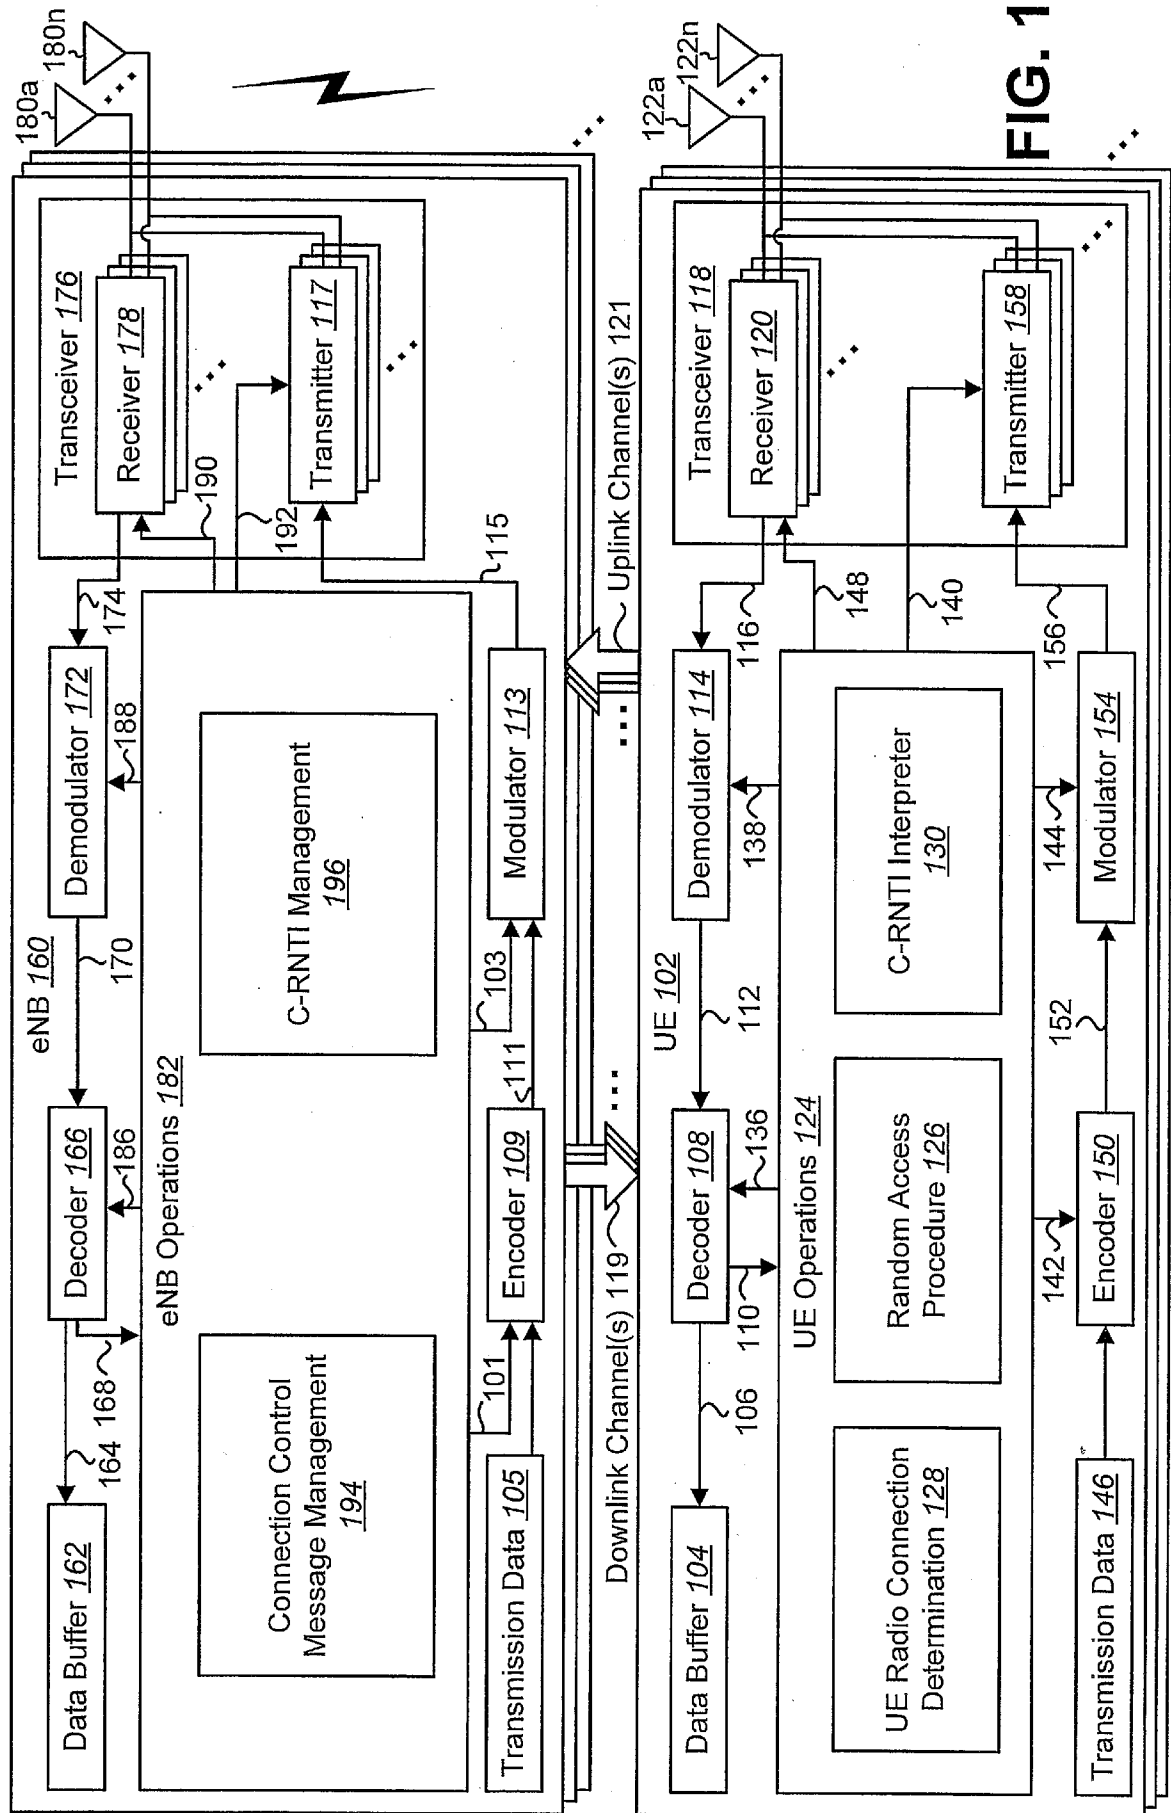 180a
180n
eNB 160
Transceiver 176
Receiver 178
190
Transmitter 117
192
115
174
Demodulator 172
188
170
Decoder 166
186
168
164
Data Buffer 162
eNB Operations 182
C-RNTI Management
196
Connection Control
Message Management
194
Modulator 113
103
111
Encoder 109
101
Transmission Data 105
Downlink Channel(s) 119
...
...
Uplink Channel(s) 121
122a
122n
UE 102
Transceiver 118
Receiver 120
Transmitter 158
148
140
156
116
Demodulator 114
138
112
Decoder 108
136
110
106
Data Buffer 104
UE Operations 124
C-RNTI Interpreter
130
Random Access
Procedure 126
UE Radio Connection
Determination 128
144
Modulator 154
152
142
Encoder 150
Transmission Data 146
FIG. 1